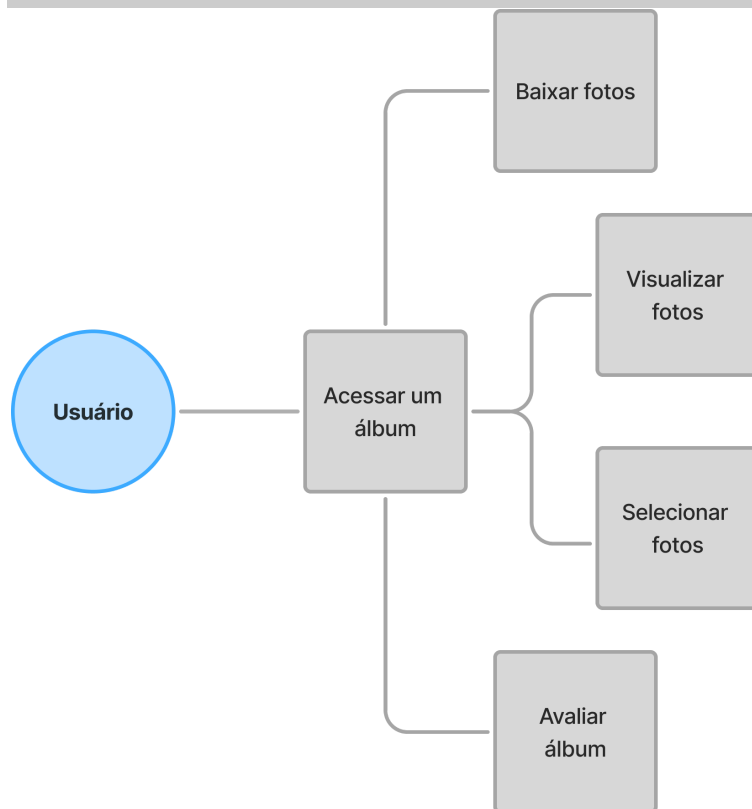 Baixar fotos
Visualizar
fotos
Usuário
Acessar um
álbum
Selecionar
fotos
Avaliar
álbum